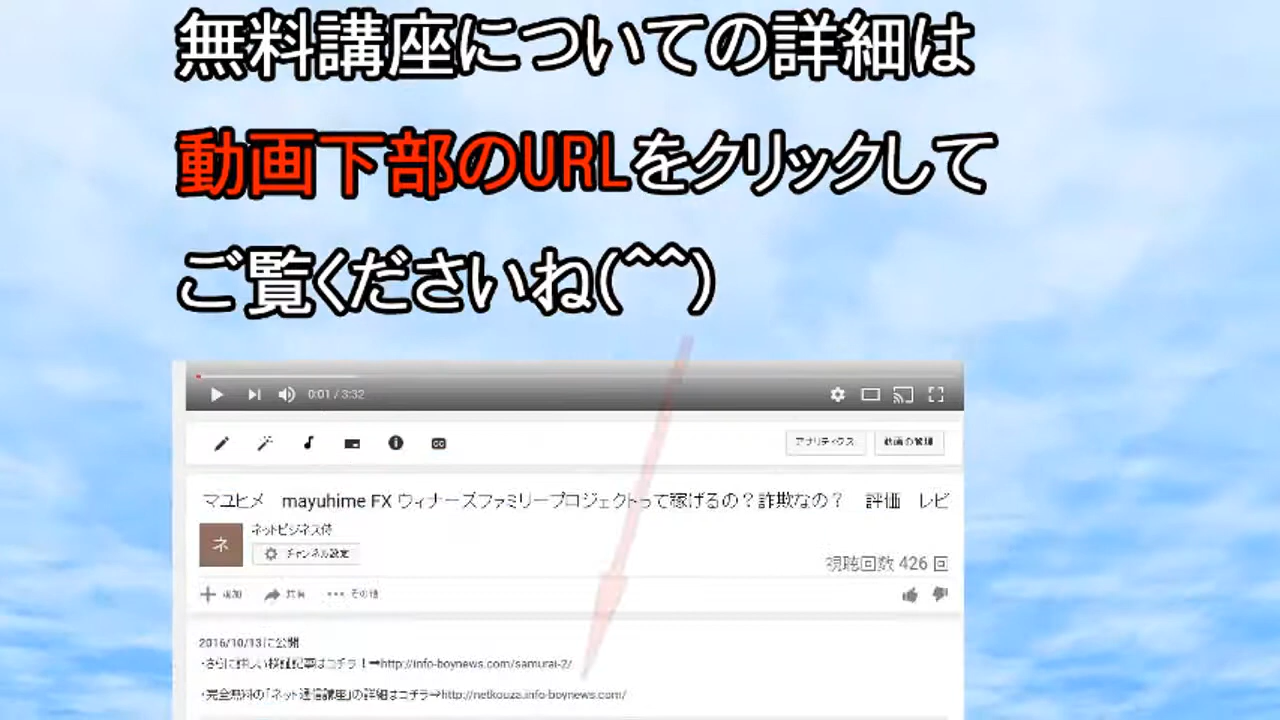 無料講座についての詳細は
動画下部のURLをクリックして
ご覧くださいね(^^)
0:01 / 3:32
アナリティクス
動画の管理
マユヒメ　mayuhime FX ウィナーズファミリープロジェクトって稼げるの？詐欺なの？　評価　レビ
ネ
ネットビジネス侍
チャンネル設定
視聴回数 426 回
追加
共有
その他
2016/10/13 に公開
・さらに詳しい検証記事はコチラ！⇒http://info-boynews.com/samurai-2/
・完全無料の「ネット通信講座」の詳細はコチラ⇒http://netkouza.info-boynews.com/